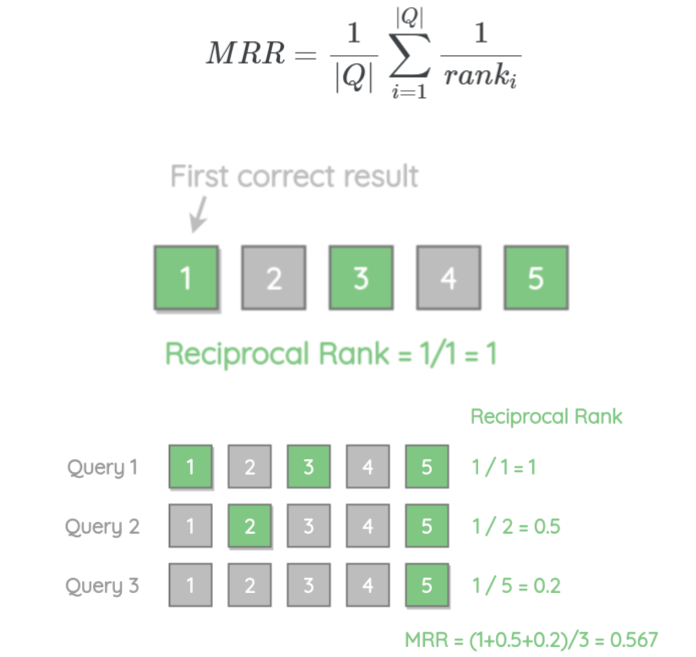 MRR = 1/|Q| ∑_{i=1}^{|Q|} 1/rank_i
First correct result
1 2 3 4 5
Reciprocal Rank = 1/1 = 1
Reciprocal Rank
Query 1 1 2 3 4 5 1 / 1 = 1
Query 2 1 2 3 4 5 1 / 2 = 0.5
Query 3 1 2 3 4 5 1 / 5 = 0.2
MRR = (1+0.5+0.2)/3 = 0.567